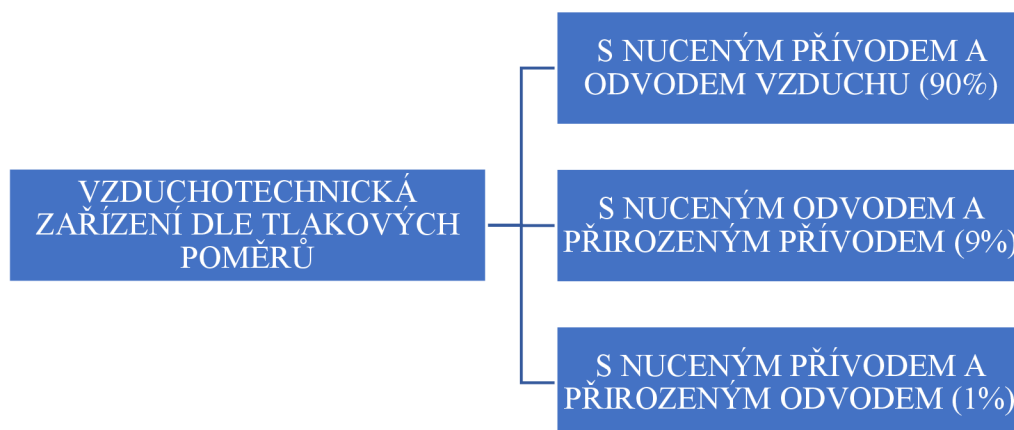 S NUCENÝM PŘÍVODEM A
ODVODEM VZDUCHU (90%)
VZDUCHOTECHNICKÁ
ZAŘÍZENÍ DLE TLAKOVÝCH
POMĚRŮ
S NUCENÝM ODVODEM A
PŘIROZENÝM PŘÍVODEM (9%)
S NUCENÝM PŘÍVODEM A
PŘIROZENÝM ODVODEM (1%)